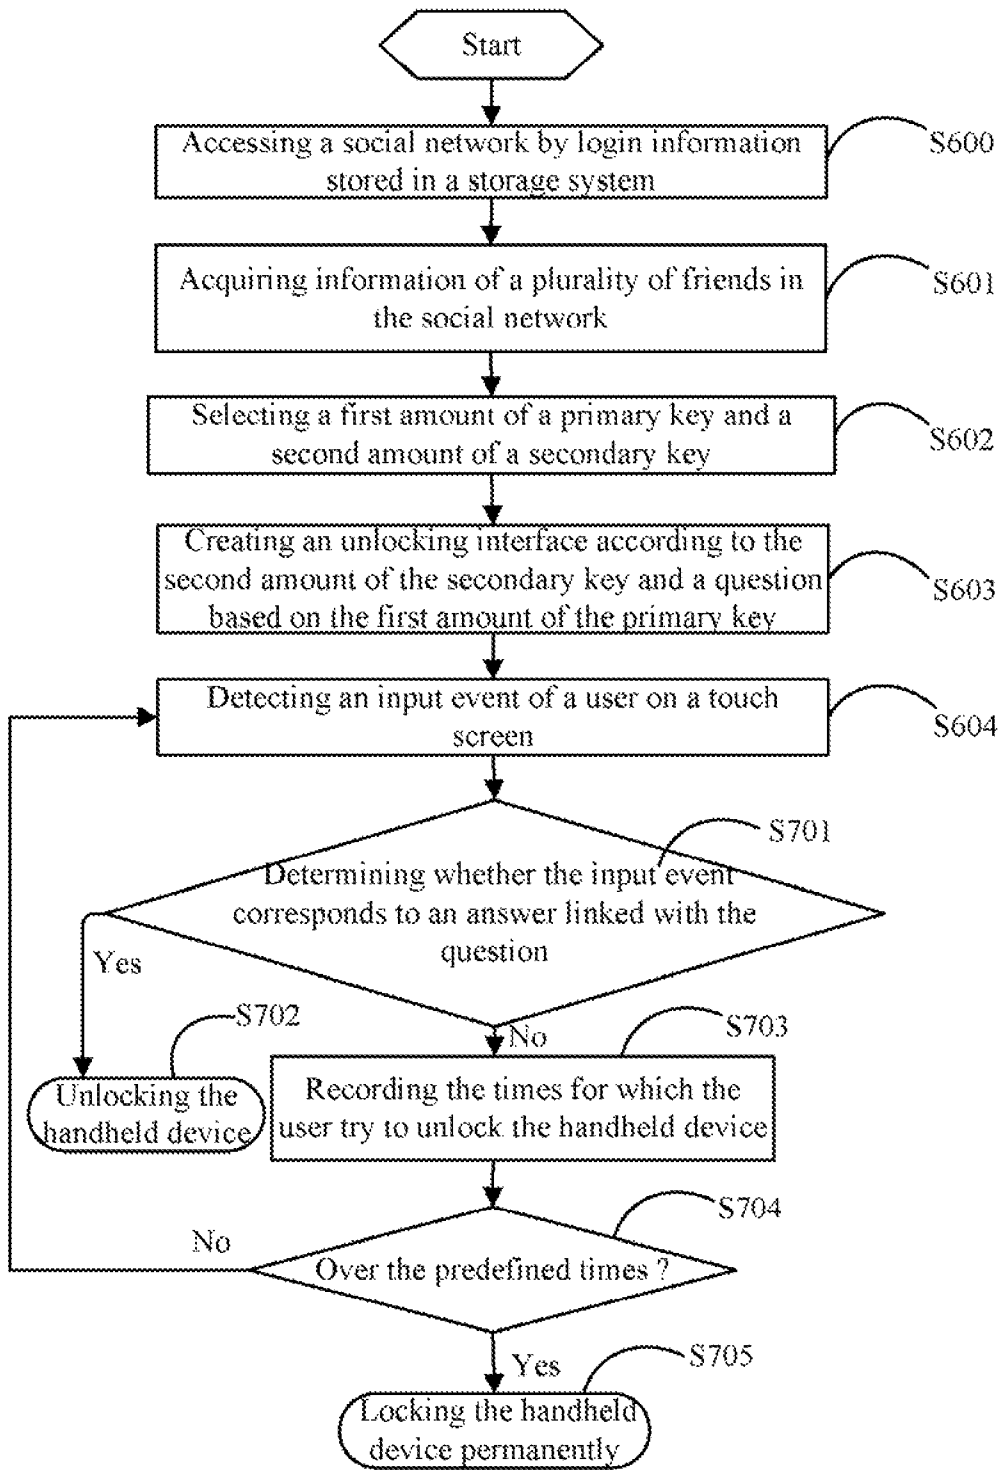 Start
Accessing a social network by login information
stored in a storage system
S600
Acquiring information of a plurality of friends in
the social network
S601
Selecting a first amount of a primary key and a
second amount of a secondary key
S602
Creating an unlocking interface according to the
second amount of the secondary key and a question
based on the first amount of the primary key
S603
Detecting an input event of a user on a touch
screen
S604
S701
Determining whether the input event
corresponds to an answer linked with the
question
Yes
S702
Unlocking the
handheld device
No
S703
Recording the times for which the
user try to unlock the handheld device
S704
No
Over the predefined times ?
Yes
S705
Locking the handheld
device permanently